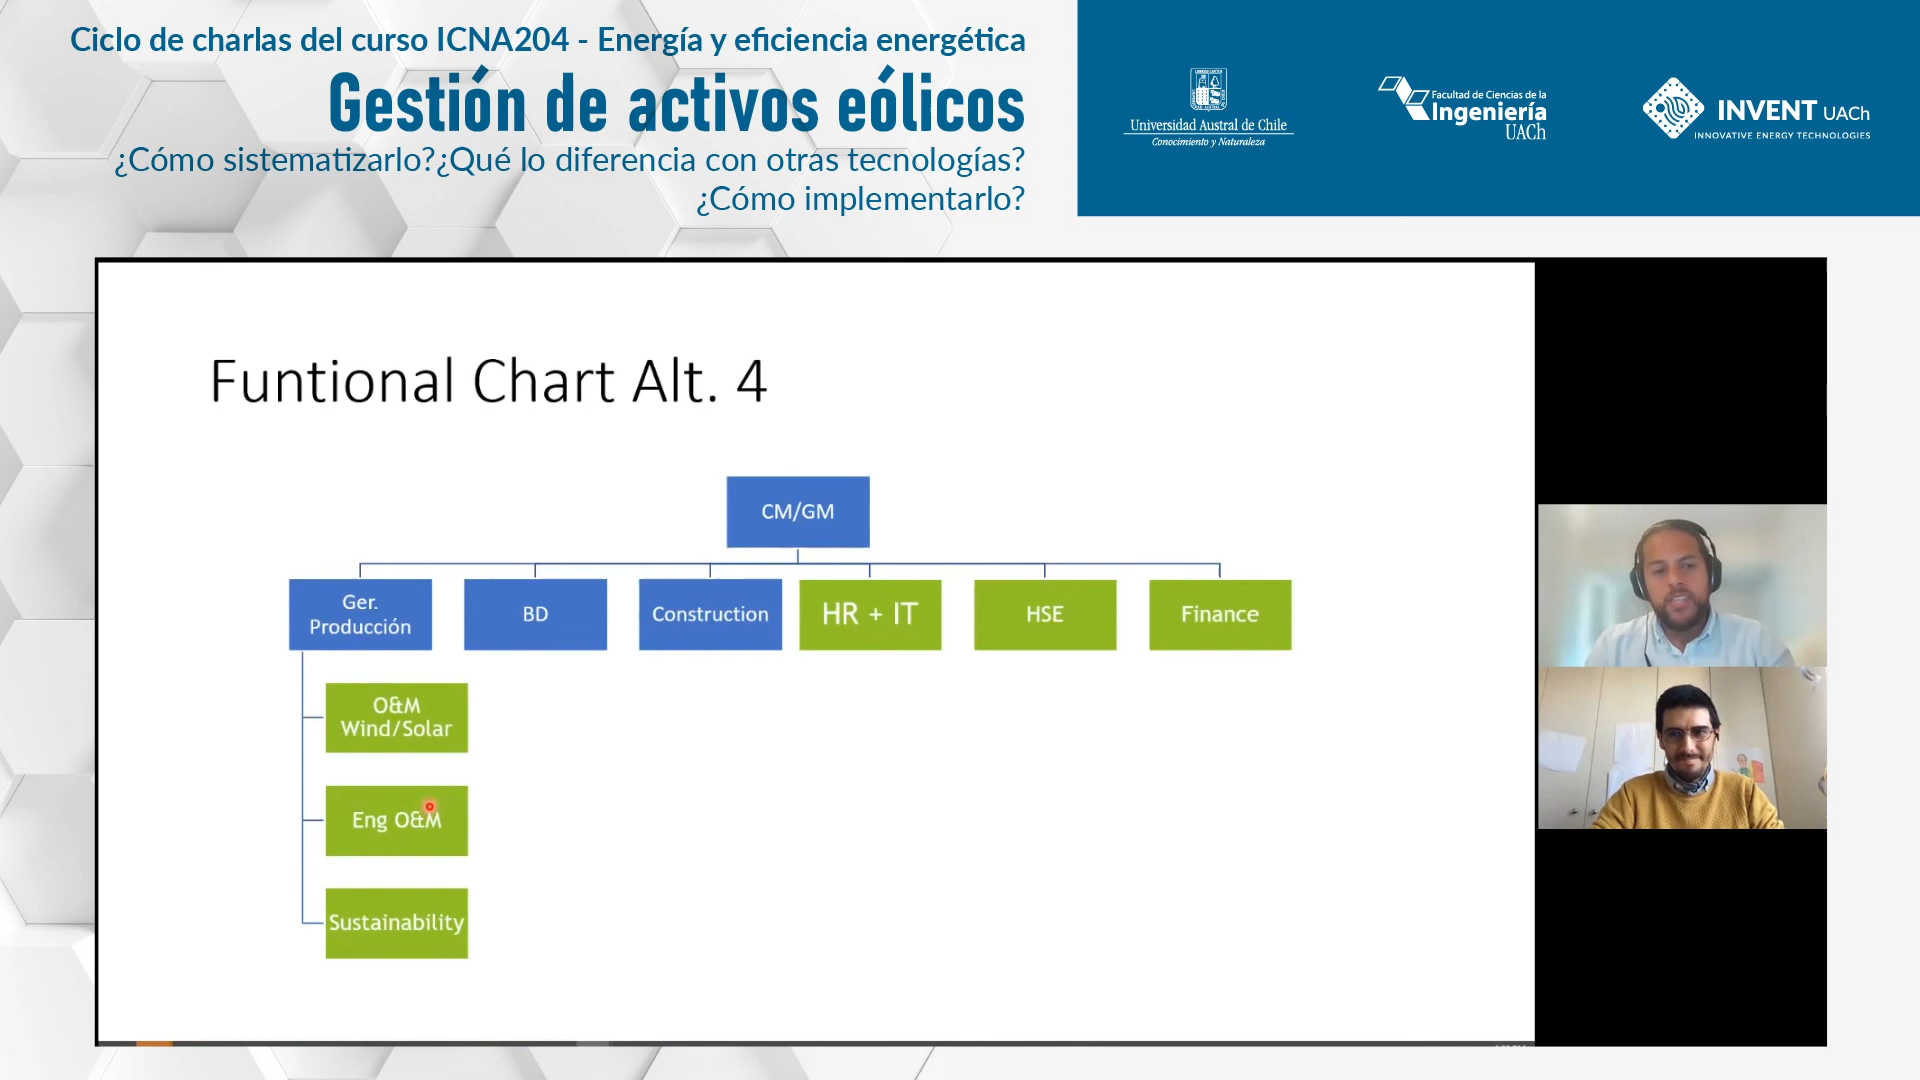 Ciclo de charlas del curso ICNA204 - Energía y eficiencia energética
Gestión de activos eólicos
¿Cómo sistematizarlo?¿Qué lo diferencia con otras tecnologías?
¿Cómo implementarlo?
Universidad Austral de Chile
Conocimiento y Naturaleza
Facultad de Ciencias de la
Ingeniería
UACh
INVENT UACh
INNOVATIVE ENERGY TECHNOLOGIES
Funtional Chart Alt. 4
CM/GM
Ger.
Producción
BD
Construction
HR + IT
HSE
Finance
O&M
Wind/Solar
Eng O&M
Sustainability